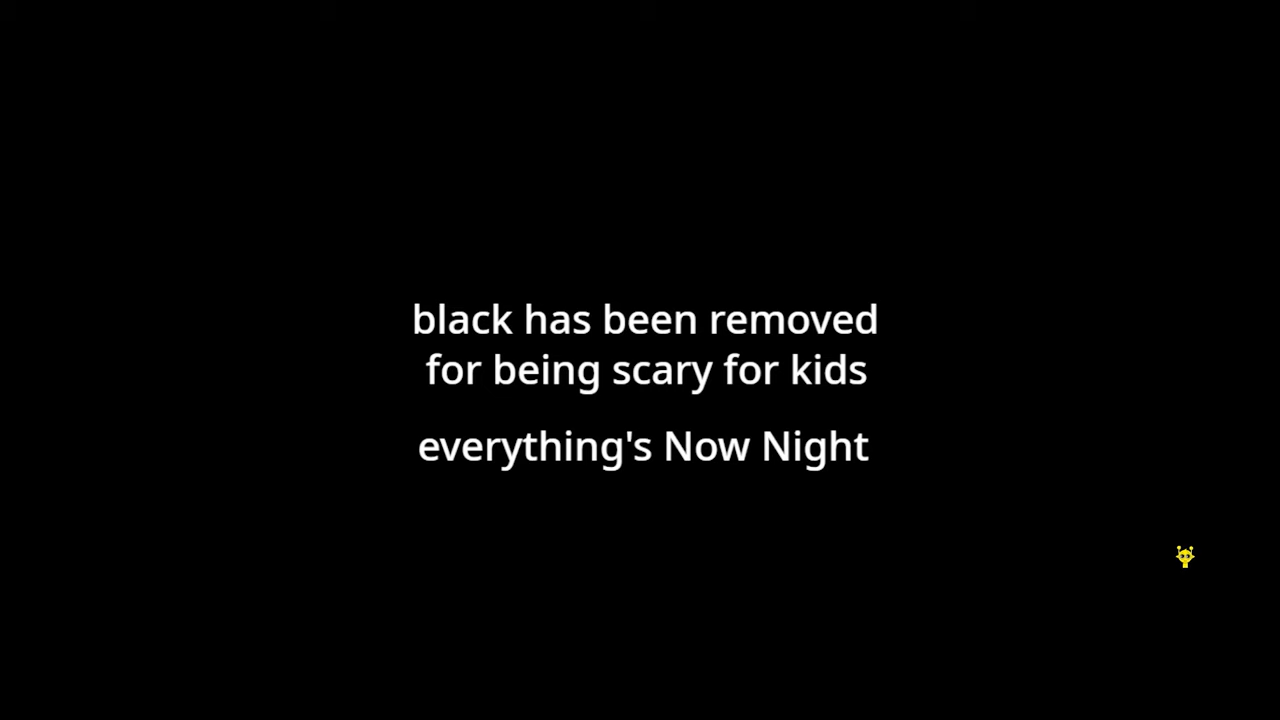 black has been removed
for being scary for kids
everything's Now Night